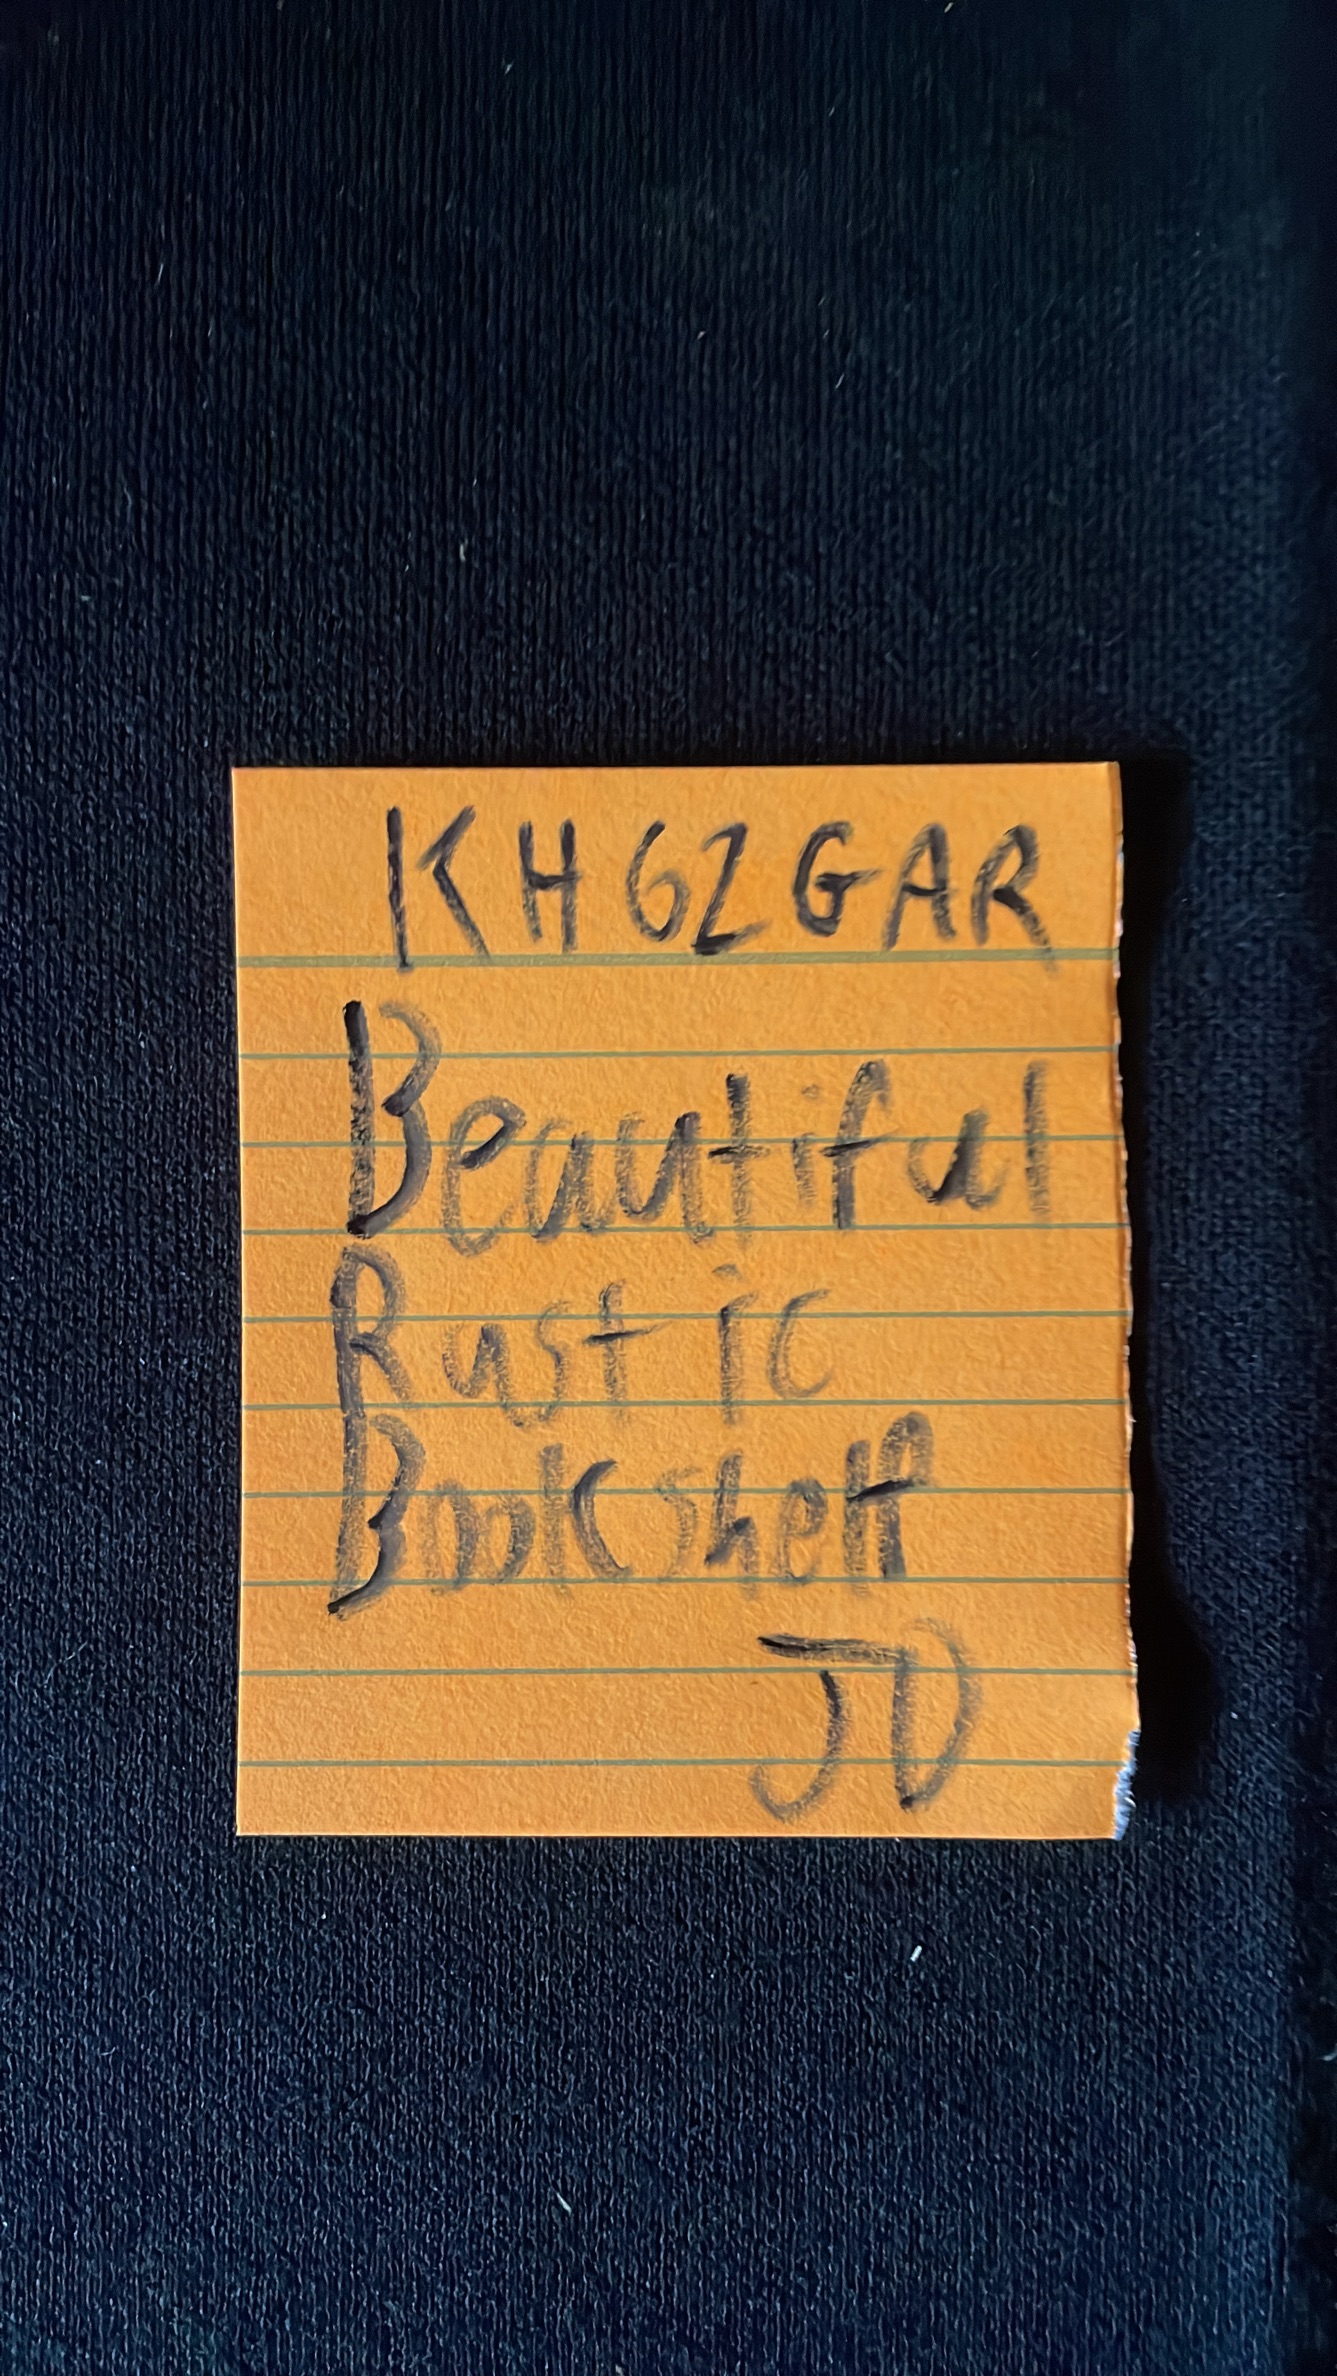 KH62GAR
Beautiful
Rustic
Bookshelf
JD